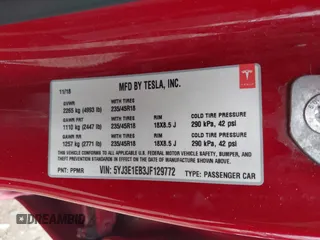 MFD BY TESLA, INC.
11/18
GVWR WITH TIRES
2265 kg (4993 lb) 235/45R18
GAWR FRT WITH TIRES RIM COLD PRESSURE
1110 kg (2447 lb) 235/45R18 18X8.5 J 290 kPa, 42 psi
GAWR RR WITH TIRES RIM COLD PRESSURE
1257 kg (2771 lb) 235/45R18 18X8.5 J 290 kPa, 42 psi
THIS VEHICLE CONFORMS TO ALL APPLICABLE FEDERAL MOTOR
VEHICLE SAFETY, BUMPER, AND THEFT PREVENTION STANDARDS IN
EFFECT ON THE DATE OF MANUFACTURE SHOWN ABOVE.
PNT: PPMR VIN: 5YJ3E1EB3JF129772 TYPE: PASSENGER CAR
DREAMBID